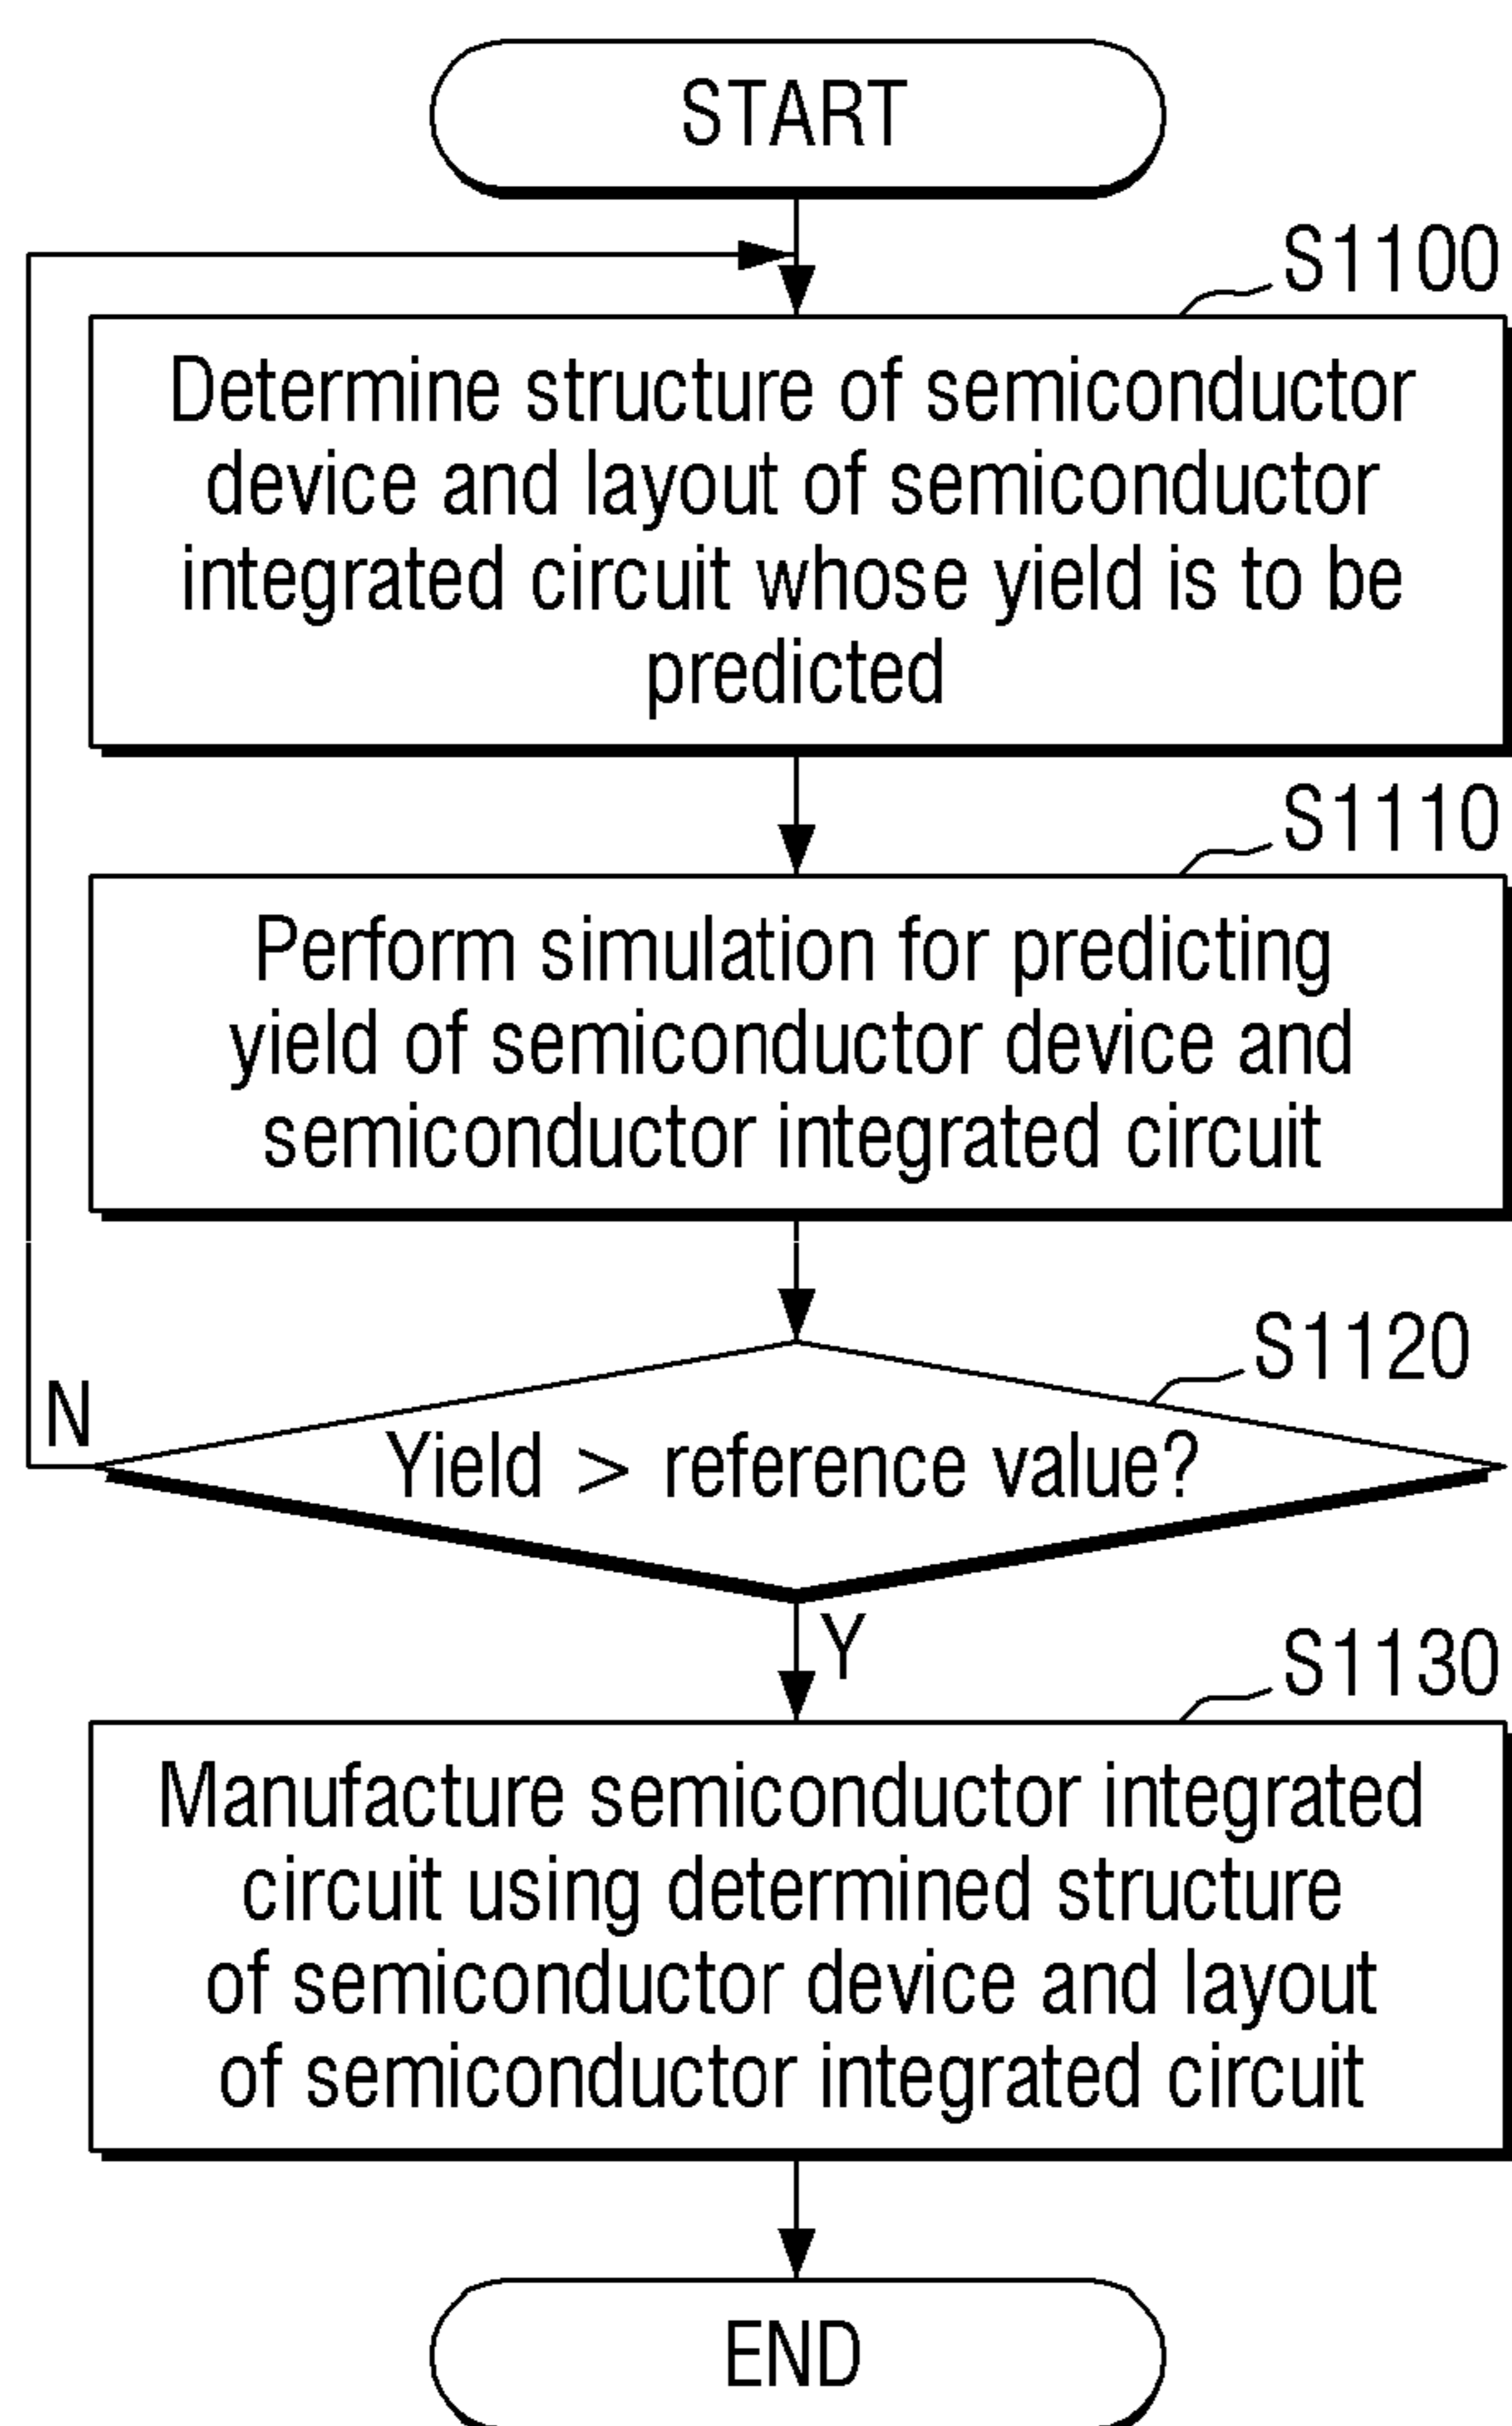 START
S1100
Determine structure of semiconductor
device and layout of semiconductor
integrated circuit whose yield is to be
predicted
S1110
Perform simulation for predicting
yield of semiconductor device and
semiconductor integrated circuit
S1120
N
Yield > reference value?
Y
S1130
Manufacture semiconductor integrated
circuit using determined structure
of semiconductor device and layout
of semiconductor integrated circuit
END